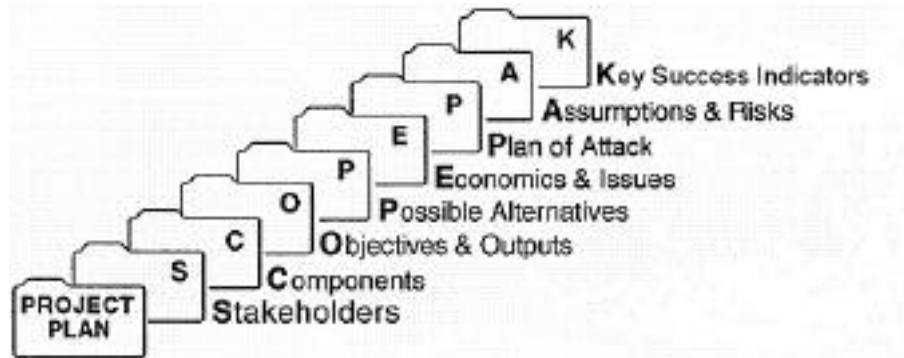 K
Key Success Indicators
A
Assumptions & Risks
P
Plan of Attack
E
Economics & Issues
P
Possible Alternatives
O
Objectives & Outputs
C
Components
S
Stakeholders
PROJECT
PLAN